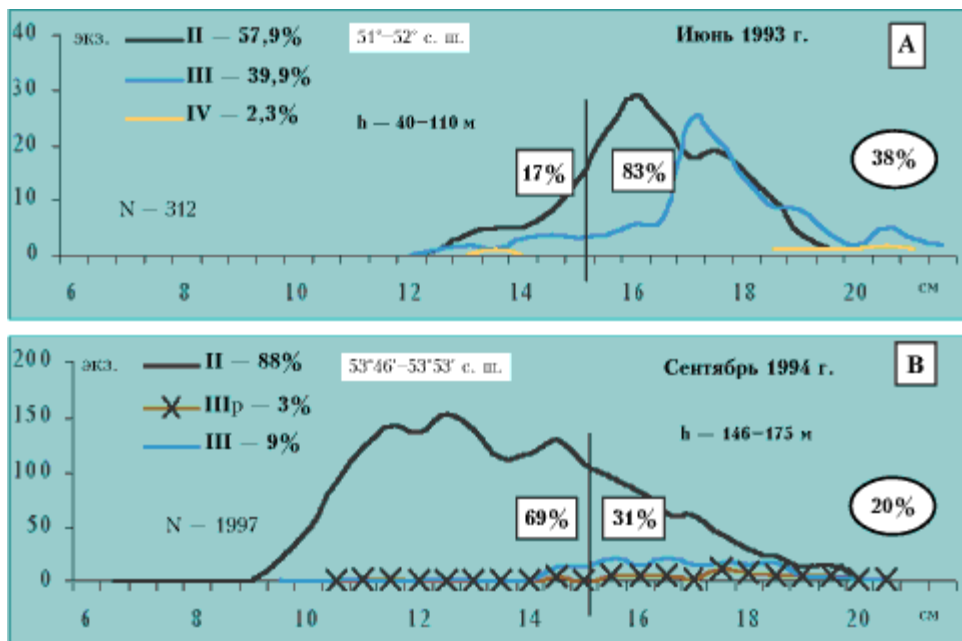 40 экз. II — 57,9% 51°–52° с. ш. Июнь 1993 г. A
30 III — 39,9%
IV — 2,3% h — 40–110 м
20 17% 83% 38%
10 N — 312
0
6 8 10 12 14 16 18 20 см
200 экз. II — 88% 53°46'–53°53' с. ш. Сентябрь 1994 г. B
150 IIIр — 3%
III — 9% h — 146–175 м
100
50 N — 1997 69% 31% 20%
0
6 8 10 12 14 16 18 20 см